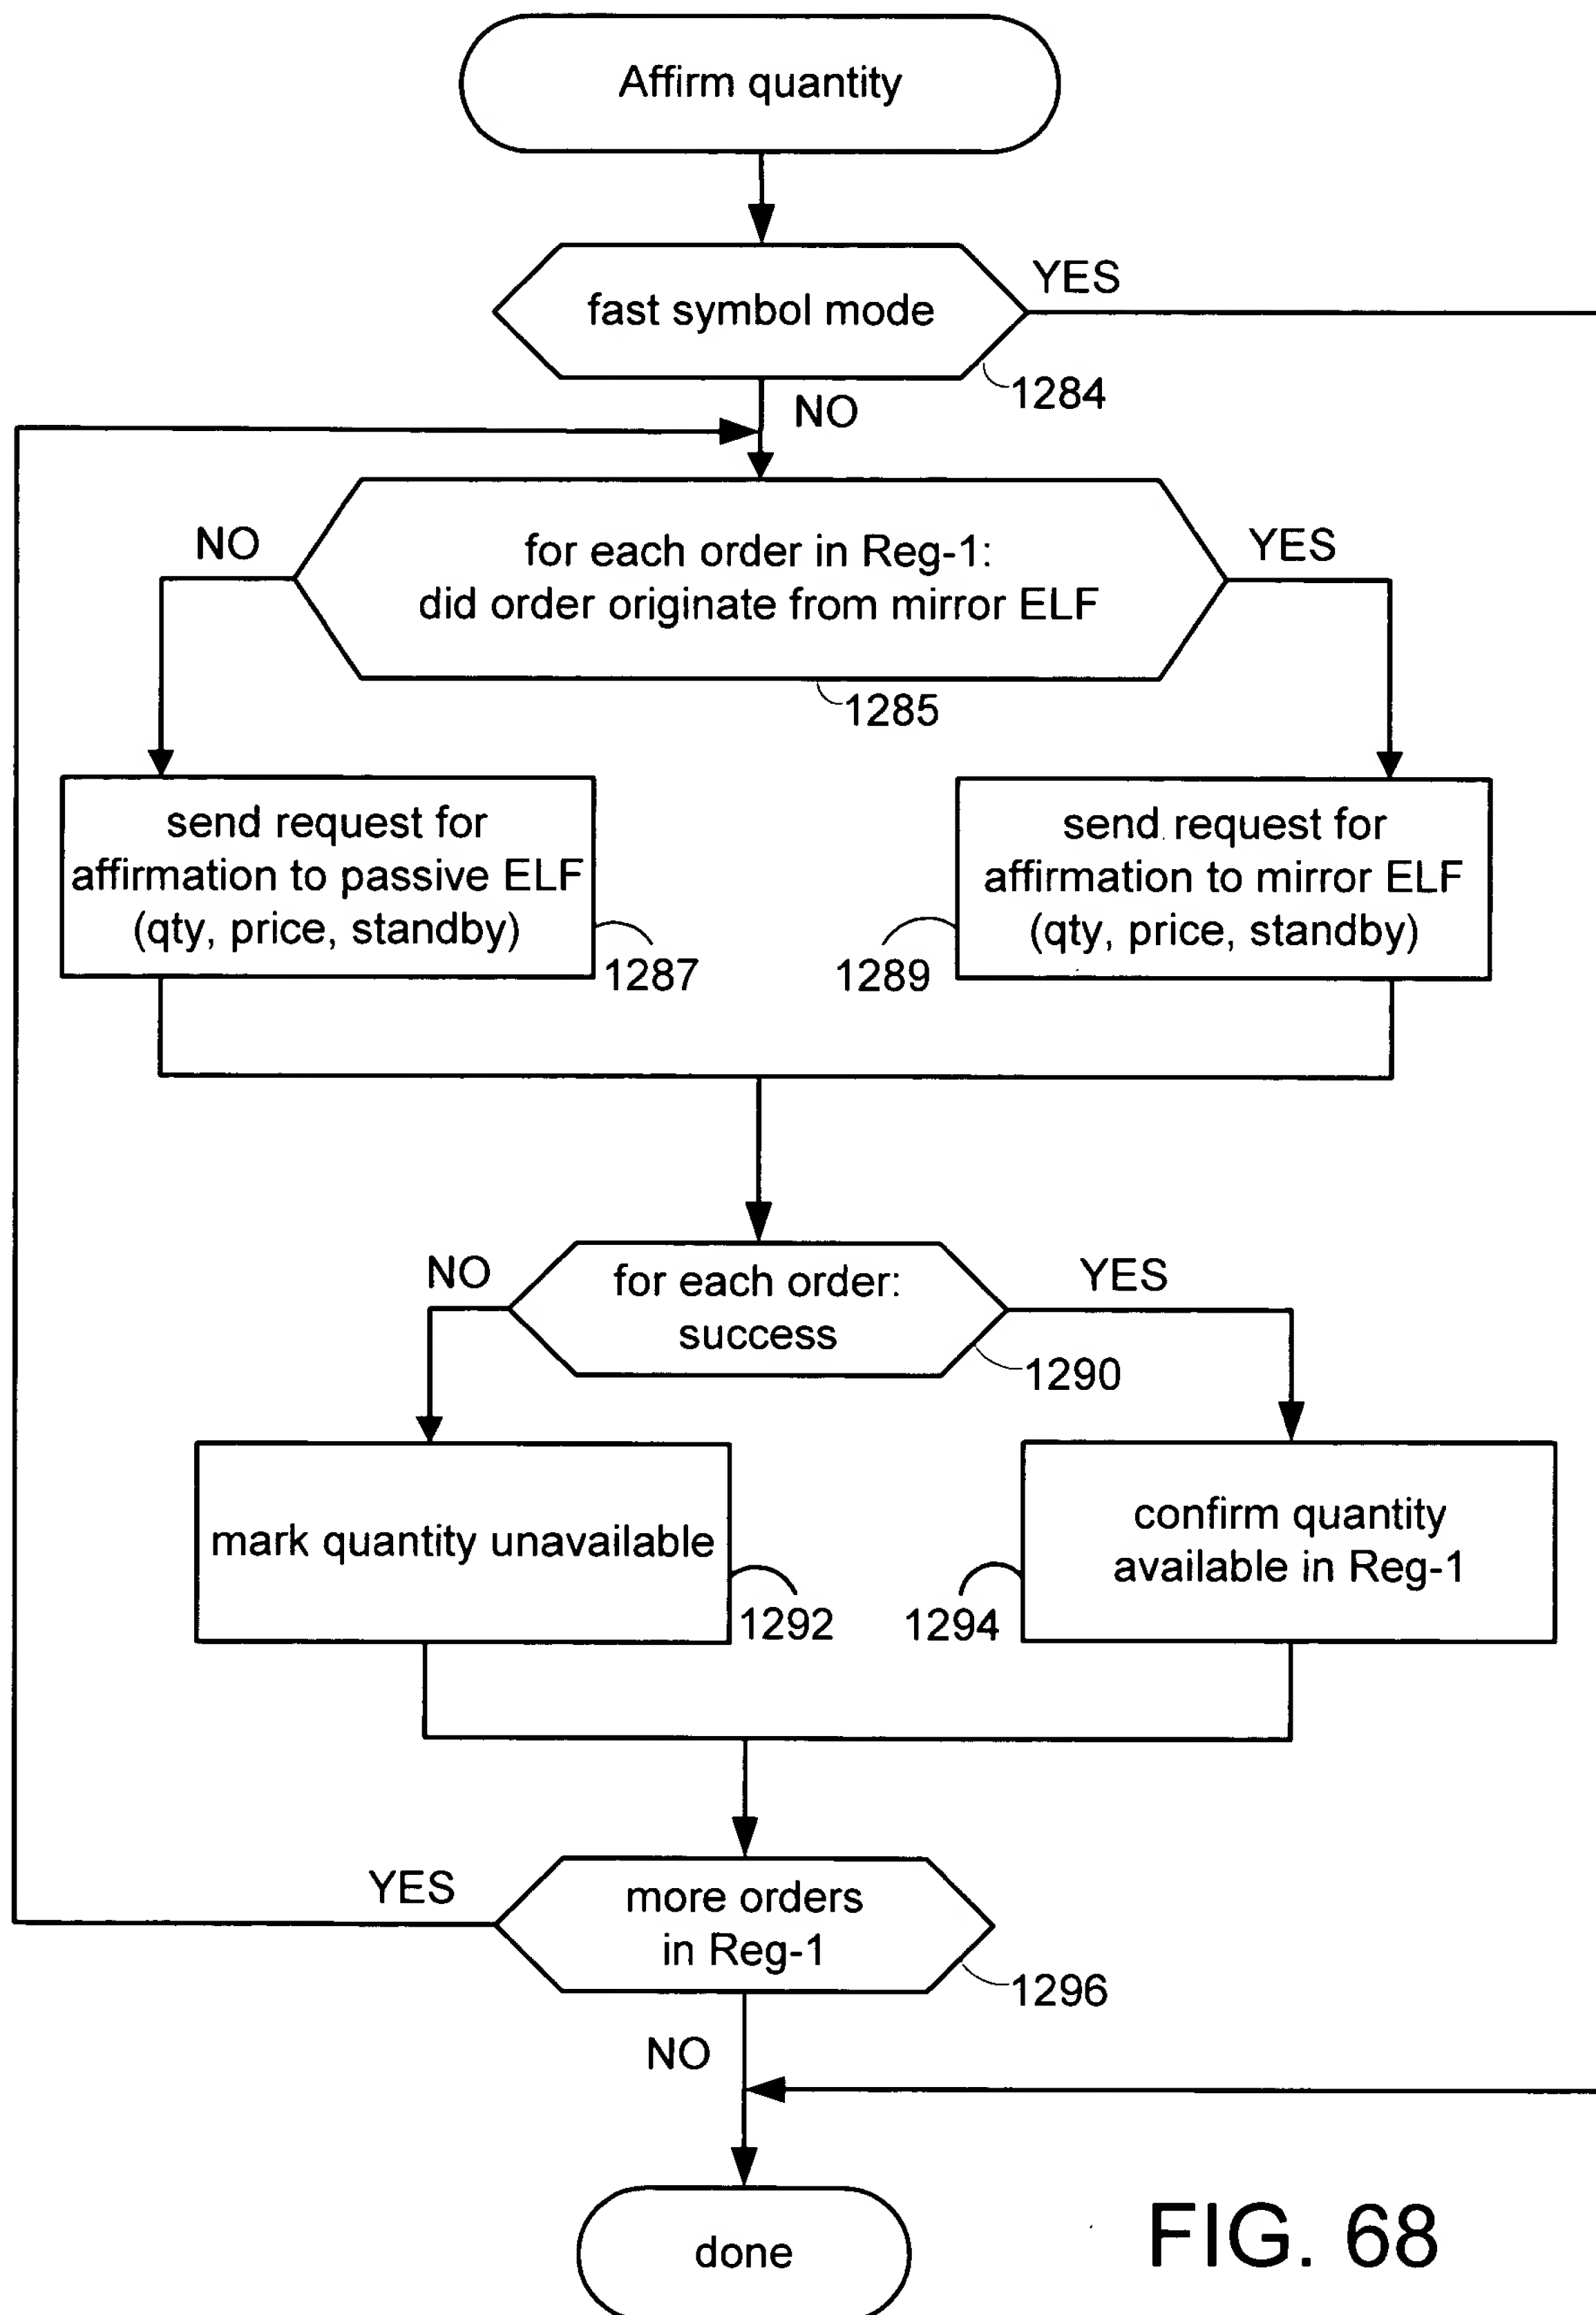 Affirm quantity
fast symbol mode
YES
1284
NO
NO
for each order in Reg-1:
did order originate from mirror ELF
YES
1285
send request for
affirmation to passive ELF
(qty, price, standby)
1287
send request for
affirmation to mirror ELF
(qty, price, standby)
1289
NO
for each order:
success
YES
1290
mark quantity unavailable
1292
confirm quantity
available in Reg-1
1294
YES
more orders
in Reg-1
1296
NO
done
FIG. 68